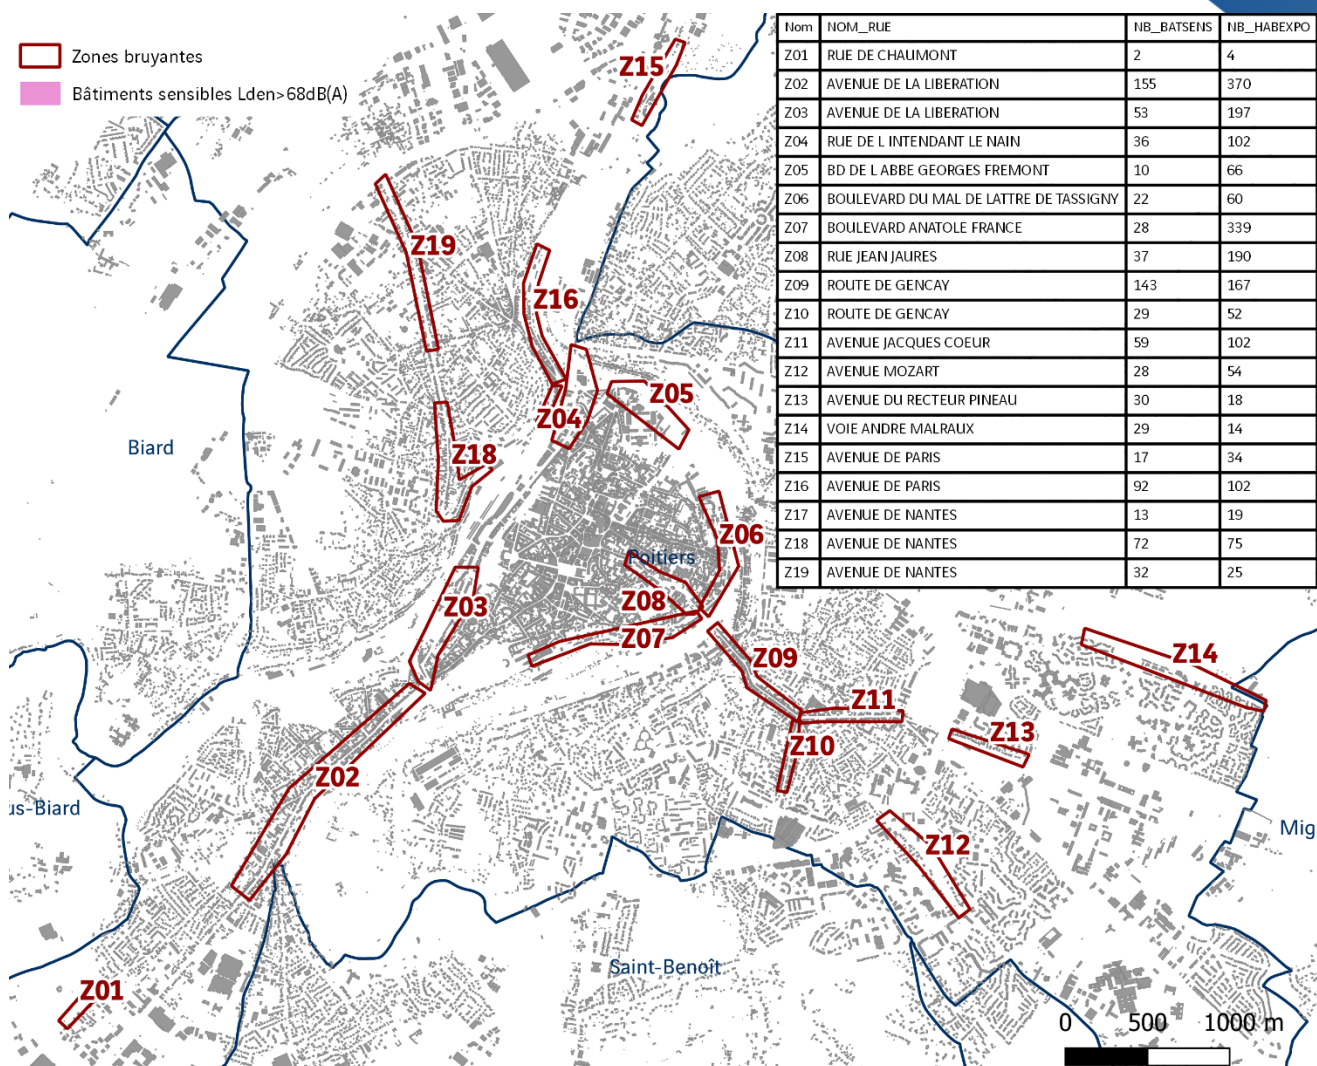 Zones bruyantes
Bâtiments sensibles Lden>68dB(A)
Nom NOM_RUE NB_BATSENS NB_HABEXPO
Z01 RUE DE CHAUMONT 2 4
Z02 AVENUE DE LA LIBERATION 155 370
Z03 AVENUE DE LA LIBERATION 53 197
Z04 RUE DE L INTENDANT LE NAIN 36 102
Z05 BD DE L ABBE GEORGES FREMONT 10 66
Z06 BOULEVARD DU MAL DE LATTRE DE TASSIGNY 22 60
Z07 BOULEVARD ANATOLE FRANCE 28 339
Z08 RUE JEAN JAURES 37 190
Z09 ROUTE DE GENCAY 143 167
Z10 ROUTE DE GENCAY 29 52
Z11 AVENUE JACQUES COEUR 59 102
Z12 AVENUE MOZART 28 54
Z13 AVENUE DU RECTEUR PINEAU 30 18
Z14 VOIE ANDRE MALRAUX 29 14
Z15 AVENUE DE PARIS 17 34
Z16 AVENUE DE PARIS 92 102
Z17 AVENUE DE NANTES 13 19
Z18 AVENUE DE NANTES 72 75
Z19 AVENUE DE NANTES 32 25
Z15
Z19
Z16
Z05
Z04
Biard
Z18
Z06
Poitiers
Z08
Z03
Z07
Z09
Z14
Z11
Z13
Z10
Z02
us-Biard
Mig
Z12
Saint-Benoît
Z01
0 500 1000 m